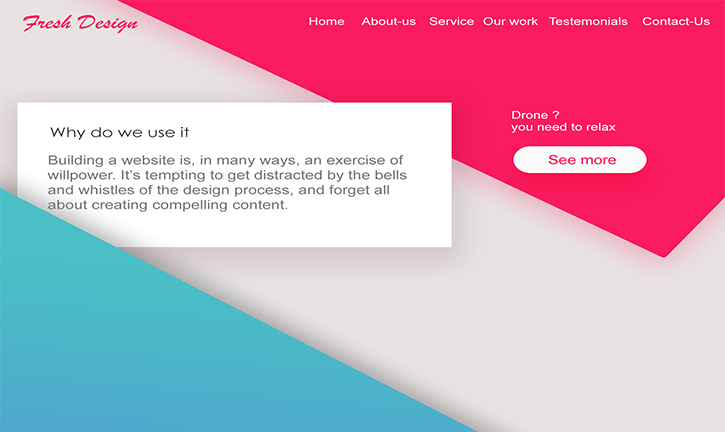 Fresh Design
Home About-us Service Our work Testemonials Contact-Us
Drone ?
you need to relax
See more
Why do we use it
Building a website is, in many ways, an exercise of
willpower. It’s tempting to get distracted by the bells
and whistles of the design process, and forget all
about creating compelling content.